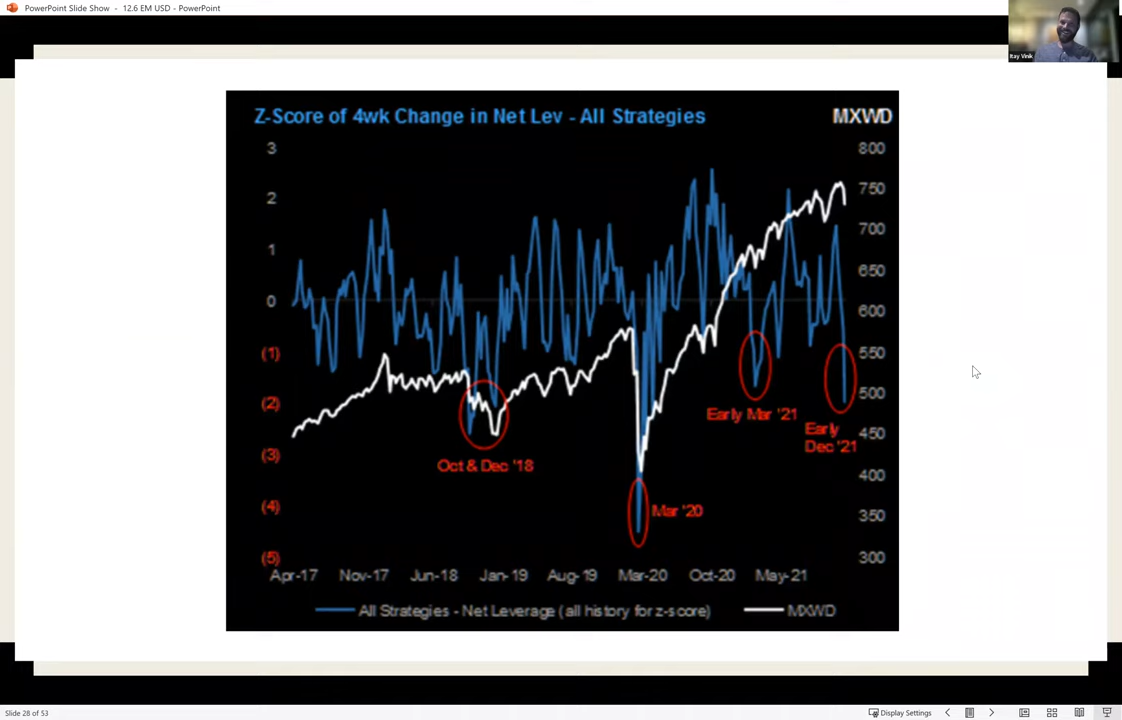 PowerPoint Slide Show - 12.6 EM USD - PowerPoint
Itay Vinik
Z-Score of 4wk Change in Net Lev - All Strategies
MXWD
3
800
2
750
700
1
650
0
600
(1)
550
(2)
500
Early Mar '21
Early
Dec '21
450
(3)
Oct & Dec '18
400
(4)
Mar '20
350
(5)
300
Apr-17 Nov-17 Jun-18 Jan-19 Aug-19 Mar-20 Oct-20 May-21
All Strategies - Net Leverage (all history for z-score) MXWD
Slide 28 of 53
Display Settings